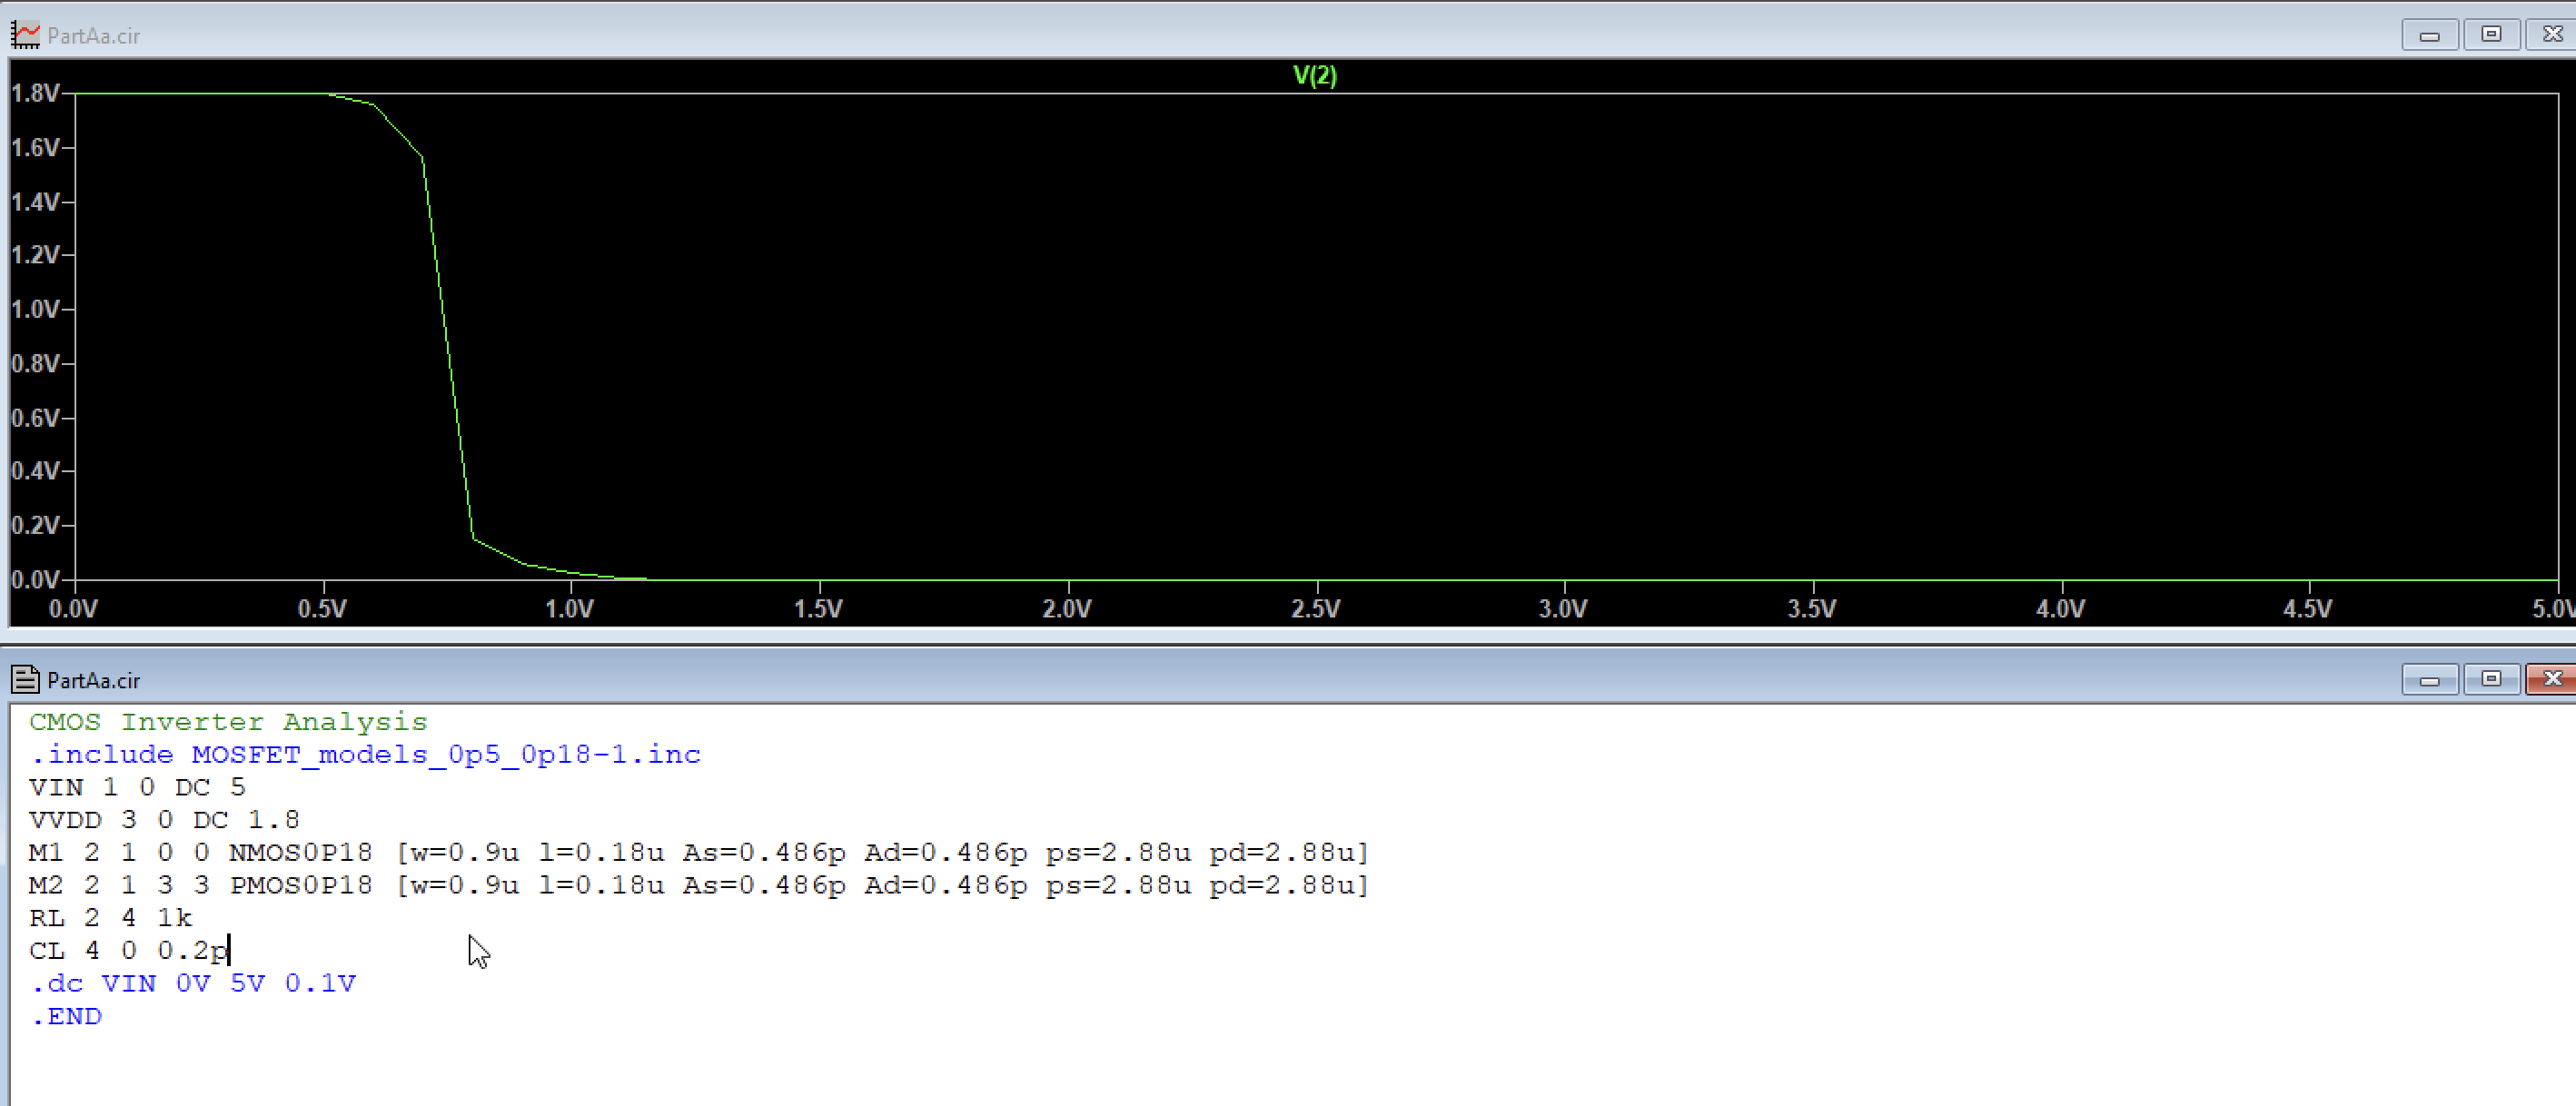 PartAa.cir
V(2)
1.8V
1.6V
1.4V
1.2V
1.0V
0.8V
0.6V
0.4V
0.2V
0.0V
0.0V 0.5V 1.0V 1.5V 2.0V 2.5V 3.0V 3.5V 4.0V 4.5V 5.0V
PartAa.cir
CMOS Inverter Analysis
.include MOSFET_models_0p5_0p18-1.inc
VIN 1 0 DC 5
VVDD 3 0 DC 1.8
M1 2 1 0 0 NMOS0P18 [w=0.9u l=0.18u As=0.486p Ad=0.486p ps=2.88u pd=2.88u]
M2 2 1 3 3 PMOS0P18 [w=0.9u l=0.18u As=0.486p Ad=0.486p ps=2.88u pd=2.88u]
RL 2 4 1k
CL 4 0 0.2p
.dc VIN 0V 5V 0.1V
.END